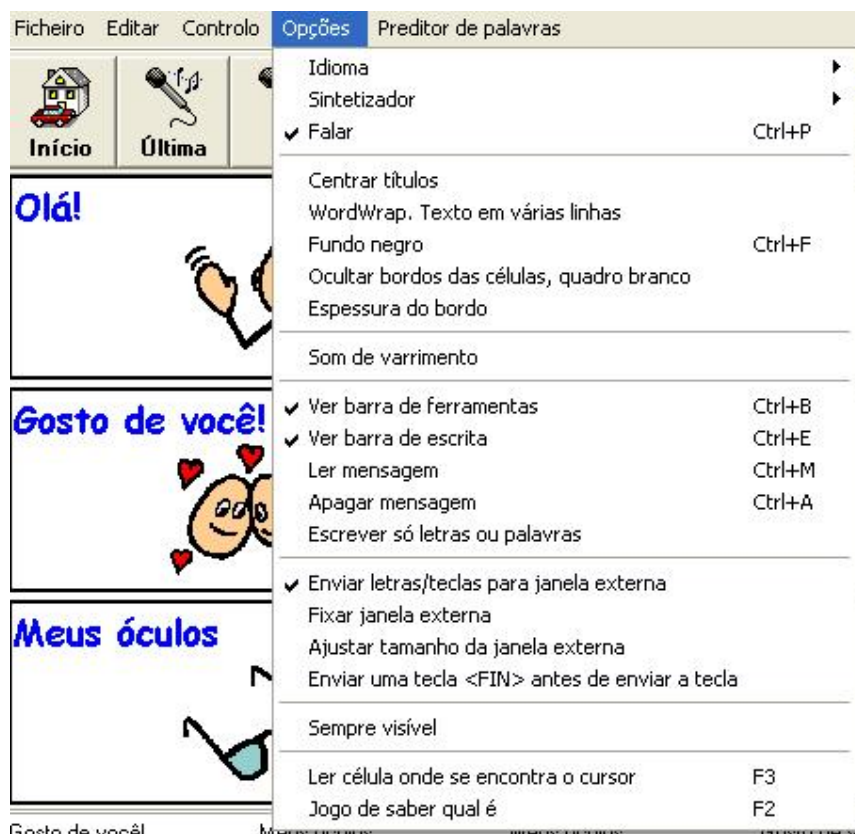 Ficheiro Editar Controlo Opções Preditor de palavras
Início Última
Idioma
Sintetizador
Falar Ctrl+P
Centrar títulos
WordWrap. Texto em várias linhas
Fundo negro Ctrl+F
Ocultar bordos das células, quadro branco
Espessura do bordo
Som de varrimento
Ver barra de ferramentas Ctrl+B
Ver barra de escrita Ctrl+E
Ler mensagem Ctrl+M
Apagar mensagem Ctrl+A
Escrever só letras ou palavras
Enviar letras/teclas para janela externa
Fixar janela externa
Ajustar tamanho da janela externa
Enviar uma tecla <FIN> antes de enviar a tecla
Sempre visível
Ler célula onde se encontra o cursor F3
Jogo de saber qual é F2
Olá!
Gosto de você!
Meus óculos
Gosto de você! Meus óculos Meus óculos